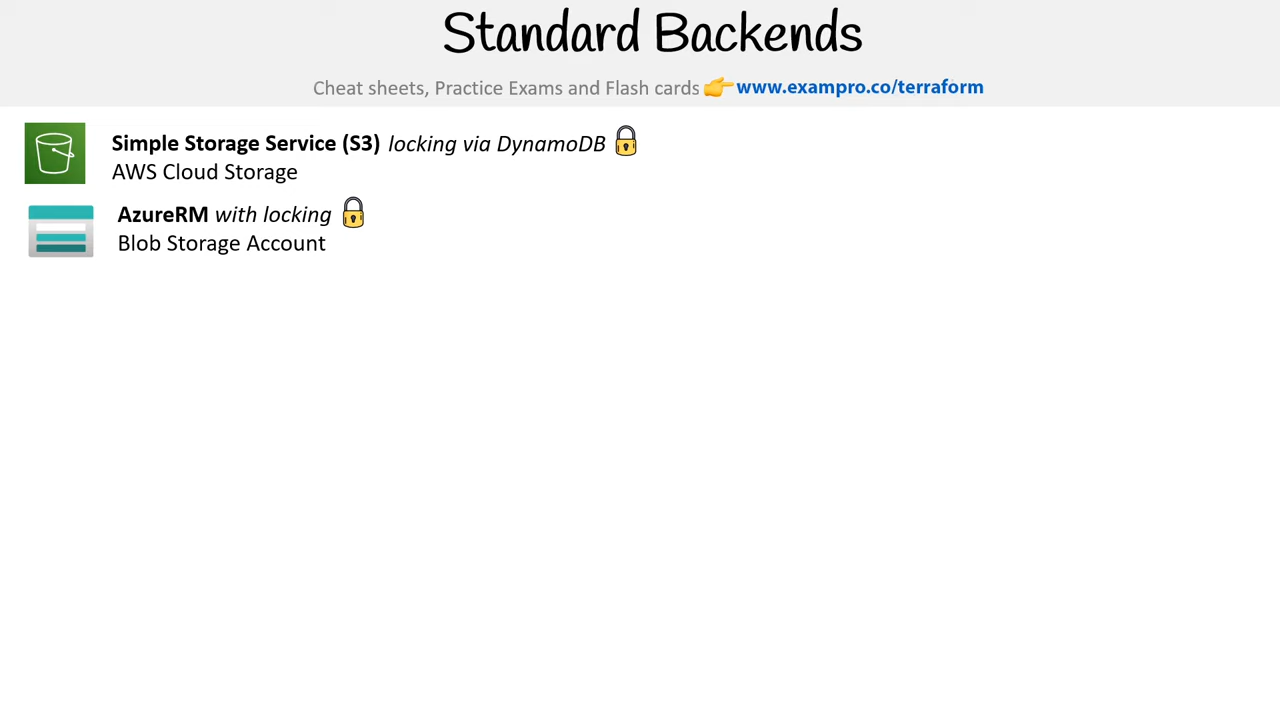 Standard Backends
Cheat sheets, Practice Exams and Flash cards 👉 www.exampro.co/terraform
Simple Storage Service (S3) locking via DynamoDB 🔒
AWS Cloud Storage
AzureRM with locking 🔒
Blob Storage Account